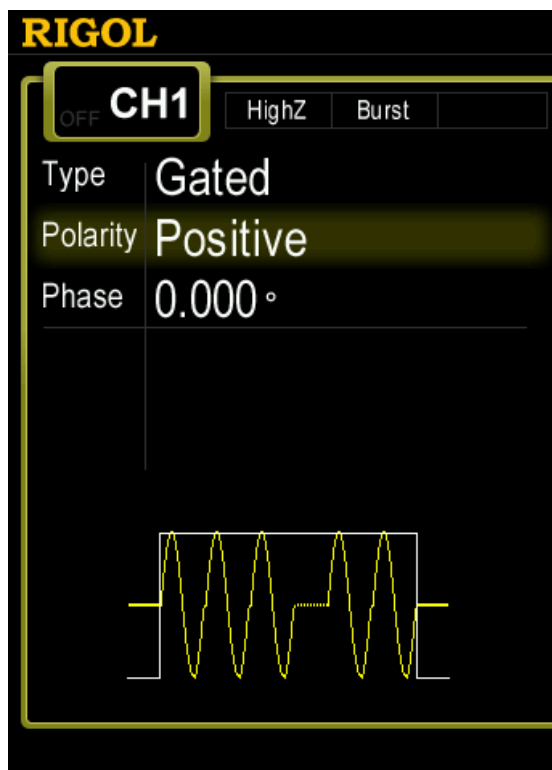 RIGOL
OFF CH1 HighZ Burst
Type Gated
Polarity Positive
Phase 0.000 °